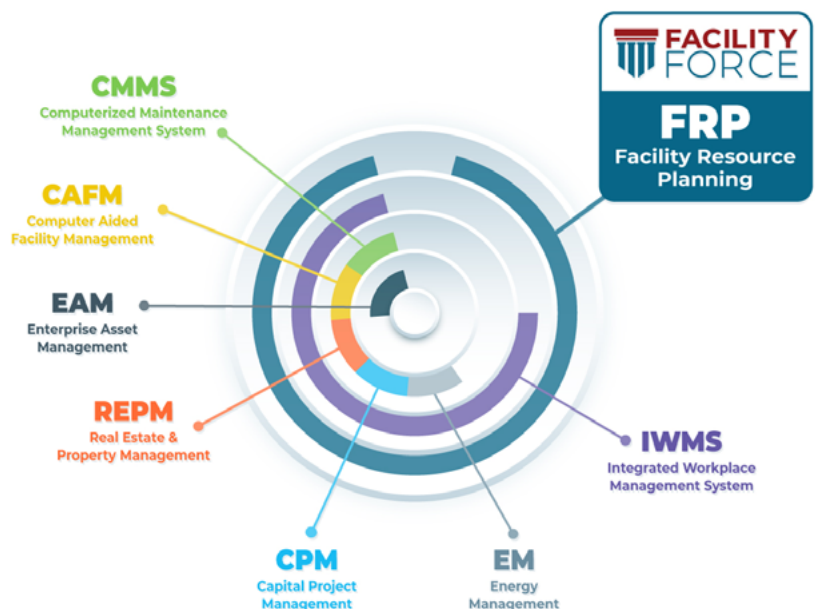 FACILITY
FORCE
FRP
Facility Resource
Planning
CMMS
Computerized Maintenance
Management System
CAFM
Computer Aided
Facility Management
EAM
Enterprise Asset
Management
REPM
Real Estate &
Property Management
CPM
Capital Project
Management
EM
Energy
Management
IWMS
Integrated Workplace
Management System